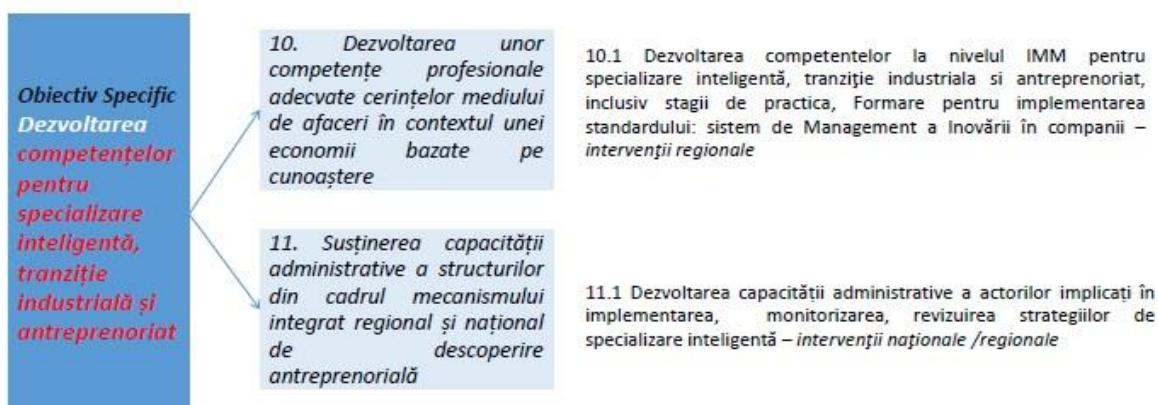 Obiectiv Specific
Dezvoltarea
competențelor
pentru
specializare
inteligentă,
tranziție
industrială și
antreprenoriat
10. Dezvoltarea unor
competențe profesionale
adecvate cerințelor mediului
de afaceri în contextul unei
economii bazate pe
cunoaștere
10.1 Dezvoltarea competentelor la nivelul IMM pentru
specializare inteligentă, tranziţie industriala si antreprenoriat,
inclusiv stagii de practica, Formare pentru implementarea
standardului: sistem de Management a Inovării în companii –
intervenţii regionale
11. Susținerea capacității
administrative a structurilor
din cadrul mecanismului
integrat regional și național
de descoperire
antreprenorială
11.1 Dezvoltarea capacității administrative a actorilor implicați în
implementarea, monitorizarea, revizuirea strategiilor de
specializare inteligentă – intervenţii naţionale /regionale